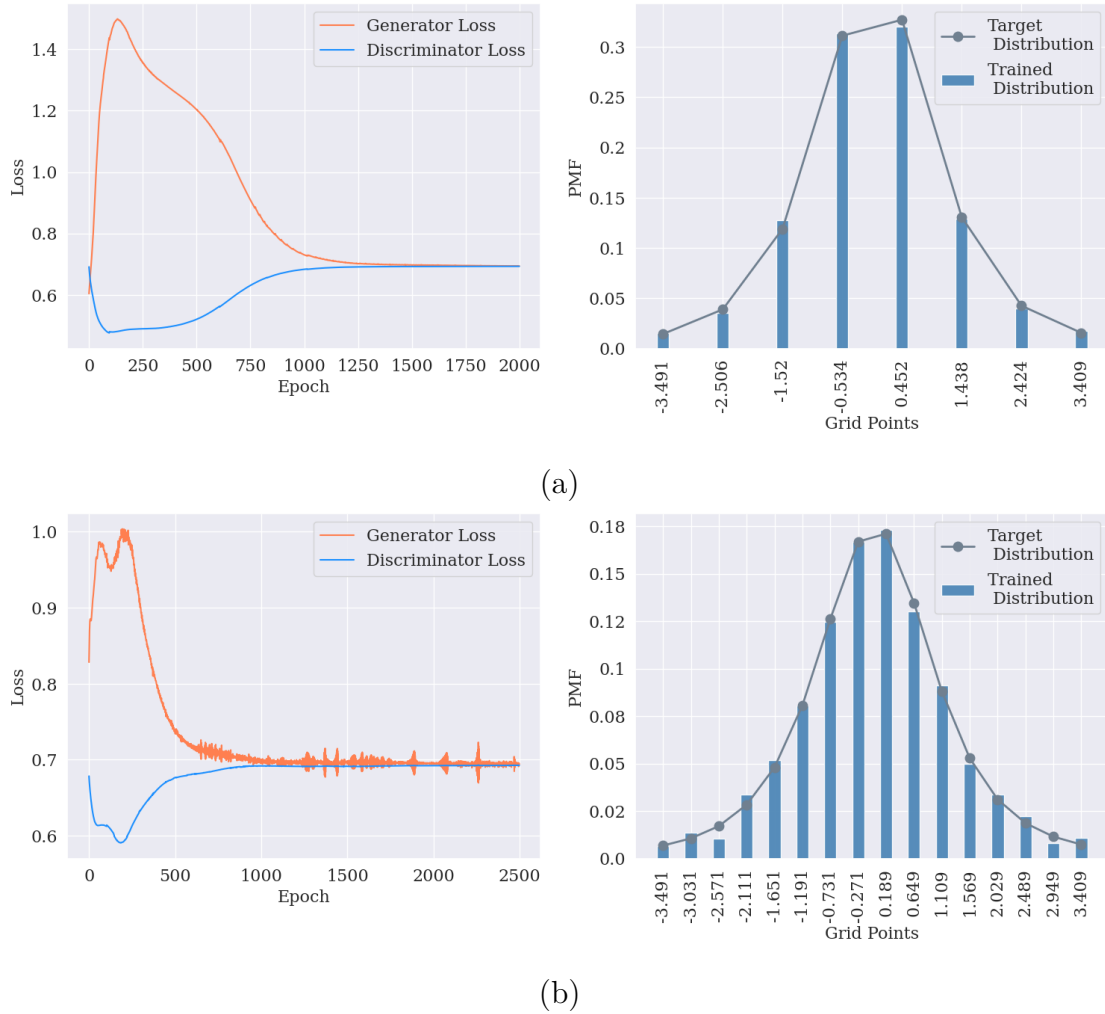 Generator Loss
Discriminator Loss
1.4
1.2
1.0
0.8
0.6
Loss
0 250 500 750 1000 1250 1500 1750 2000
Epoch
Target
Distribution
Trained
Distribution
0.3
0.25
0.2
0.15
0.1
0.05
0.0
PMF
-3.491 -2.506 -1.52 -0.534 0.452 1.438 2.424 3.409
Grid Points
(a)
Generator Loss
Discriminator Loss
1.0
0.9
0.8
0.7
0.6
Loss
0 500 1000 1500 2000 2500
Epoch
Target
Distribution
Trained
Distribution
0.18
0.15
0.12
0.1
0.08
0.05
0.02
0.0
PMF
-3.491 -3.031 -2.571 -2.111 -1.651 -1.191 -0.731 -0.271 0.189 0.649 1.109 1.569 2.029 2.489 2.949 3.409
Grid Points
(b)